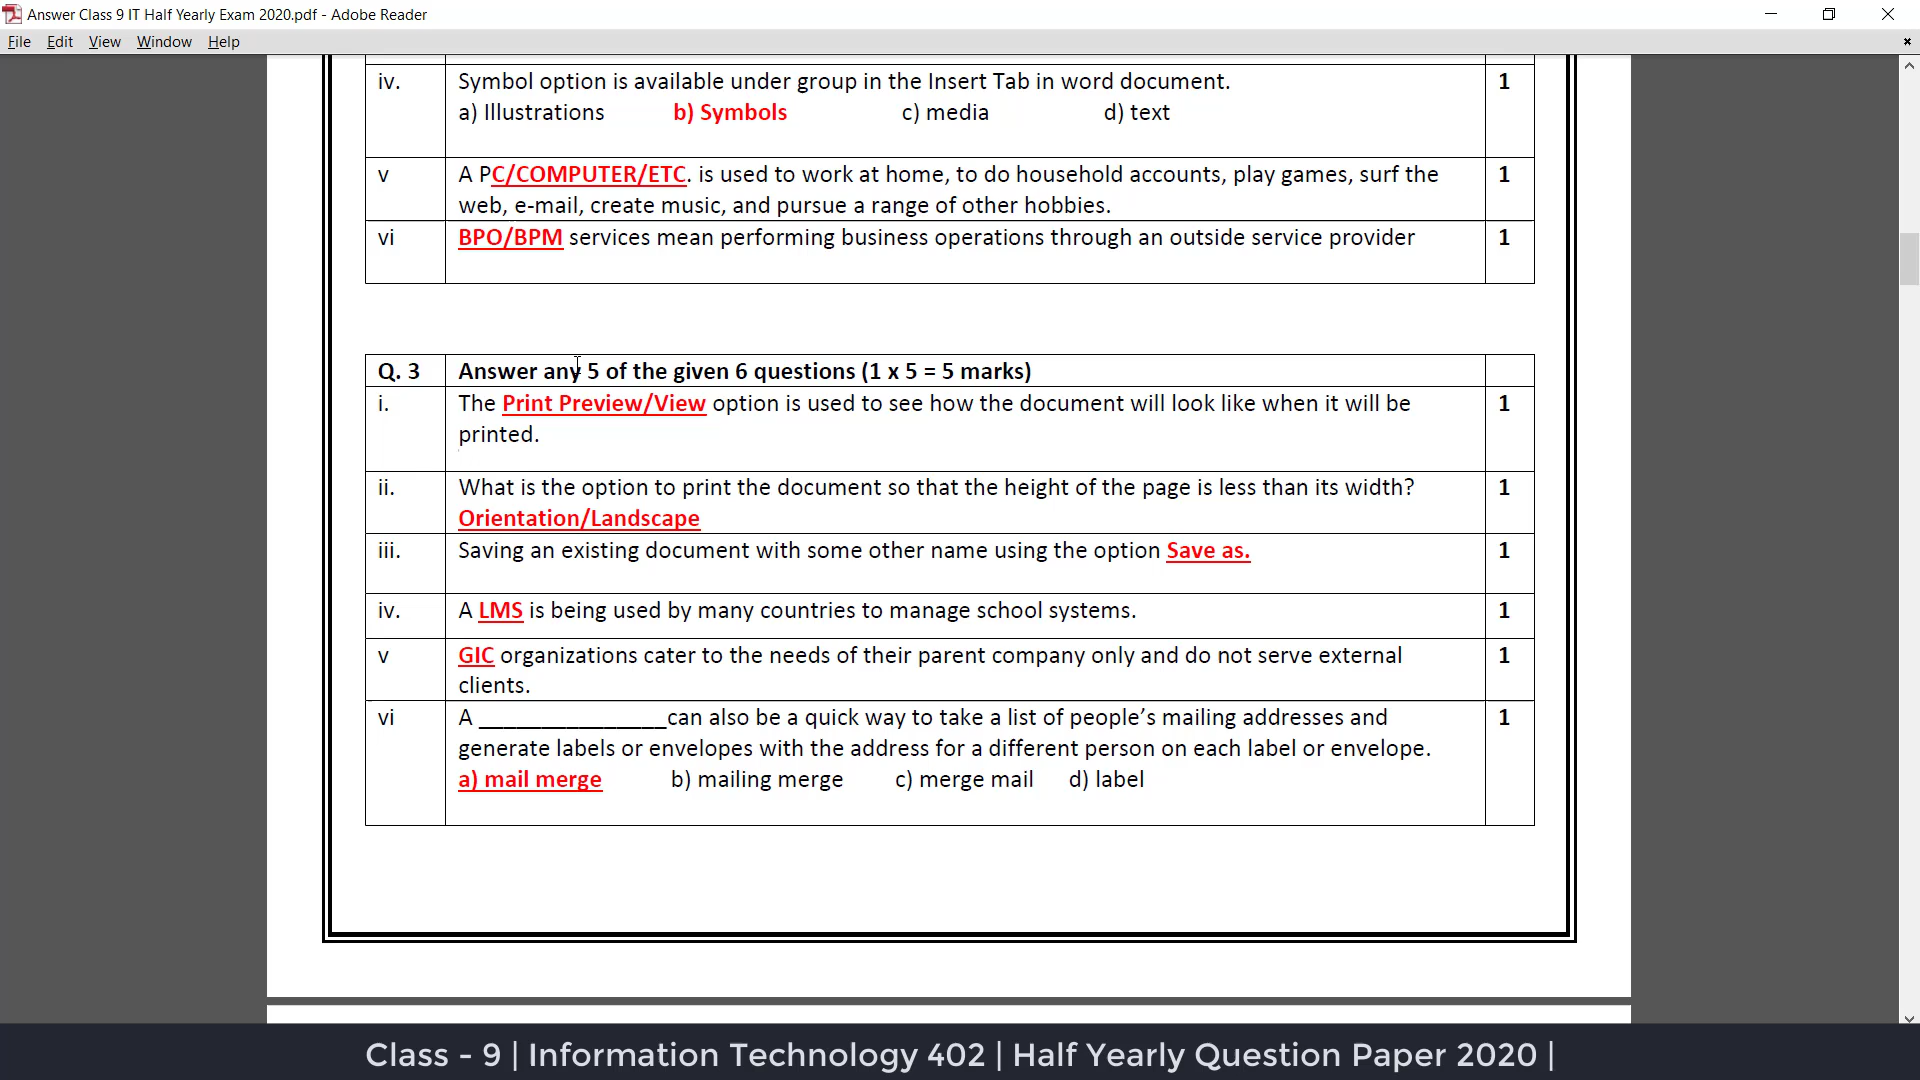 Answer Class 9 IT Half Yearly Exam 2020.pdf - Adobe Reader
File Edit View Window Help
iv. Symbol option is available under group in the Insert Tab in word document. 1
a) Illustrations b) Symbols c) media d) text
v A PC/COMPUTER/ETC. is used to work at home, to do household accounts, play games, surf the 1
web, e-mail, create music, and pursue a range of other hobbies.
vi BPO/BPM services mean performing business operations through an outside service provider 1
Q. 3 Answer any 5 of the given 6 questions (1 x 5 = 5 marks)
i. The Print Preview/View option is used to see how the document will look like when it will be 1
printed.
ii. What is the option to print the document so that the height of the page is less than its width? 1
Orientation/Landscape
iii. Saving an existing document with some other name using the option Save as. 1
iv. A LMS is being used by many countries to manage school systems. 1
v GIC organizations cater to the needs of their parent company only and do not serve external 1
clients.
vi A _______________can also be a quick way to take a list of people’s mailing addresses and 1
generate labels or envelopes with the address for a different person on each label or envelope.
a) mail merge b) mailing merge c) merge mail d) label
Class - 9 | Information Technology 402 | Half Yearly Question Paper 2020 |